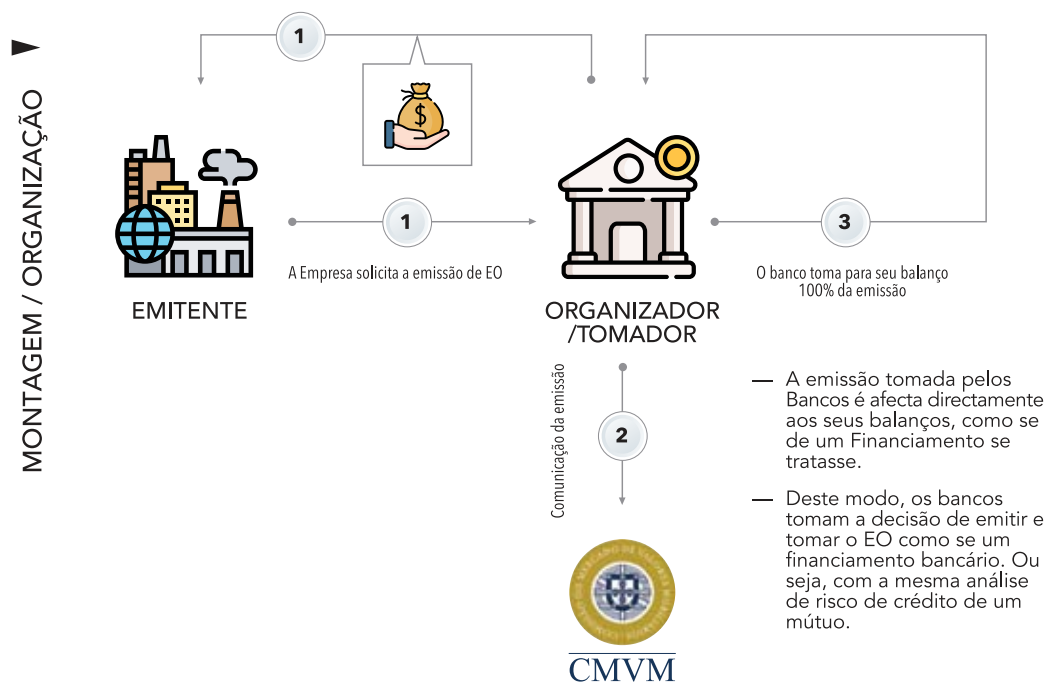 MONTAGEM / ORGANIZAÇÃO
1
$
1
A Empresa solicita a emissão de EO
EMITENTE
ORGANIZADOR
/TOMADOR
3
O banco toma para seu balanço
100% da emissão
Comunicação da emissão
2
— A emissão tomada pelos
Bancos é afecta directamente
aos seus balanços, como se
de um Financiamento se
tratasse.
— Deste modo, os bancos
tomam a decisão de emitir e
tomar o EO como se um
financiamento bancário. Ou
seja, com a mesma análise
de risco de crédito de um
mútuo.
CMVM